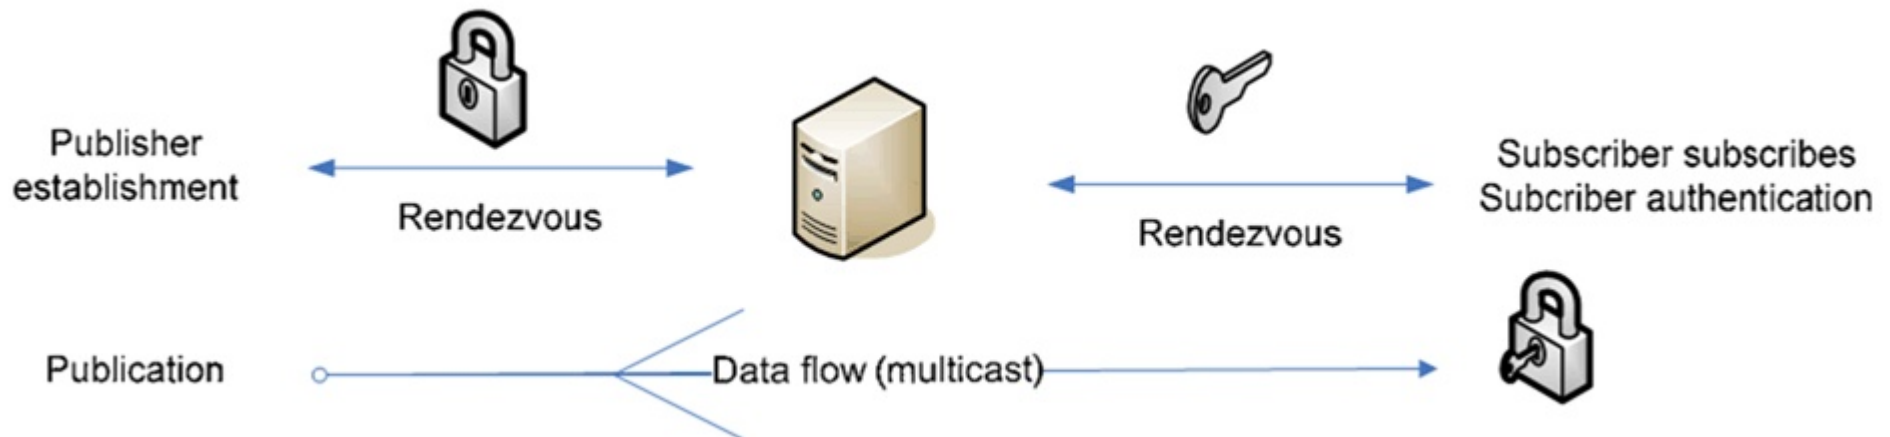 Publisher
establishment
Rendezvous
Subscriber subscribes
Subcriber authentication
Rendezvous
Publication
Data flow (multicast)